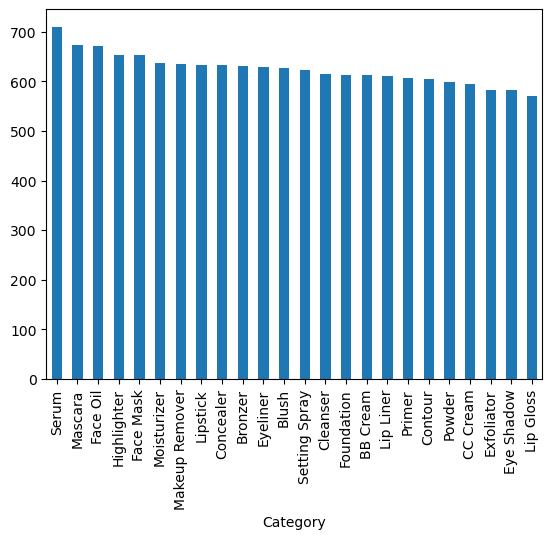 700
600
500
400
300
200
100
0
Serum
Mascara
Face Oil
Highlighter
Face Mask
Moisturizer
Makeup Remover
Lipstick
Concealer
Bronzer
Eyeliner
Blush
Setting Spray
Cleanser
Foundation
BB Cream
Lip Liner
Primer
Contour
Powder
CC Cream
Exfoliator
Eye Shadow
Lip Gloss
Category